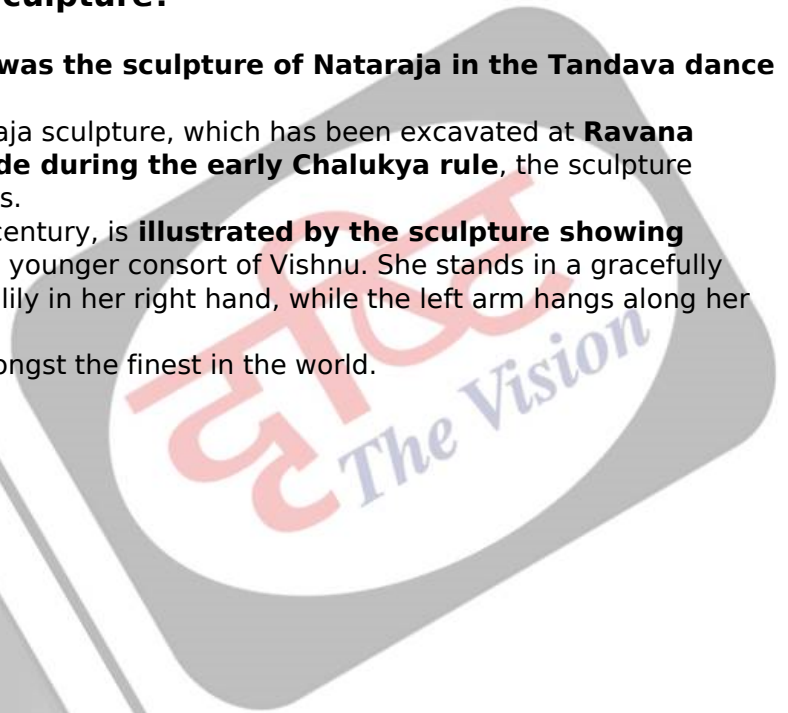 sculpture?
was the sculpture of Nataraja in the Tandava dance
aja sculpture, which has been excavated at Ravana
de during the early Chalukya rule, the sculpture
s.
century, is illustrated by the sculpture showing
younger consort of Vishnu. She stands in a gracefully
lily in her right hand, while the left arm hangs along her
ongst the finest in the world.
दृष्टि
The Vision